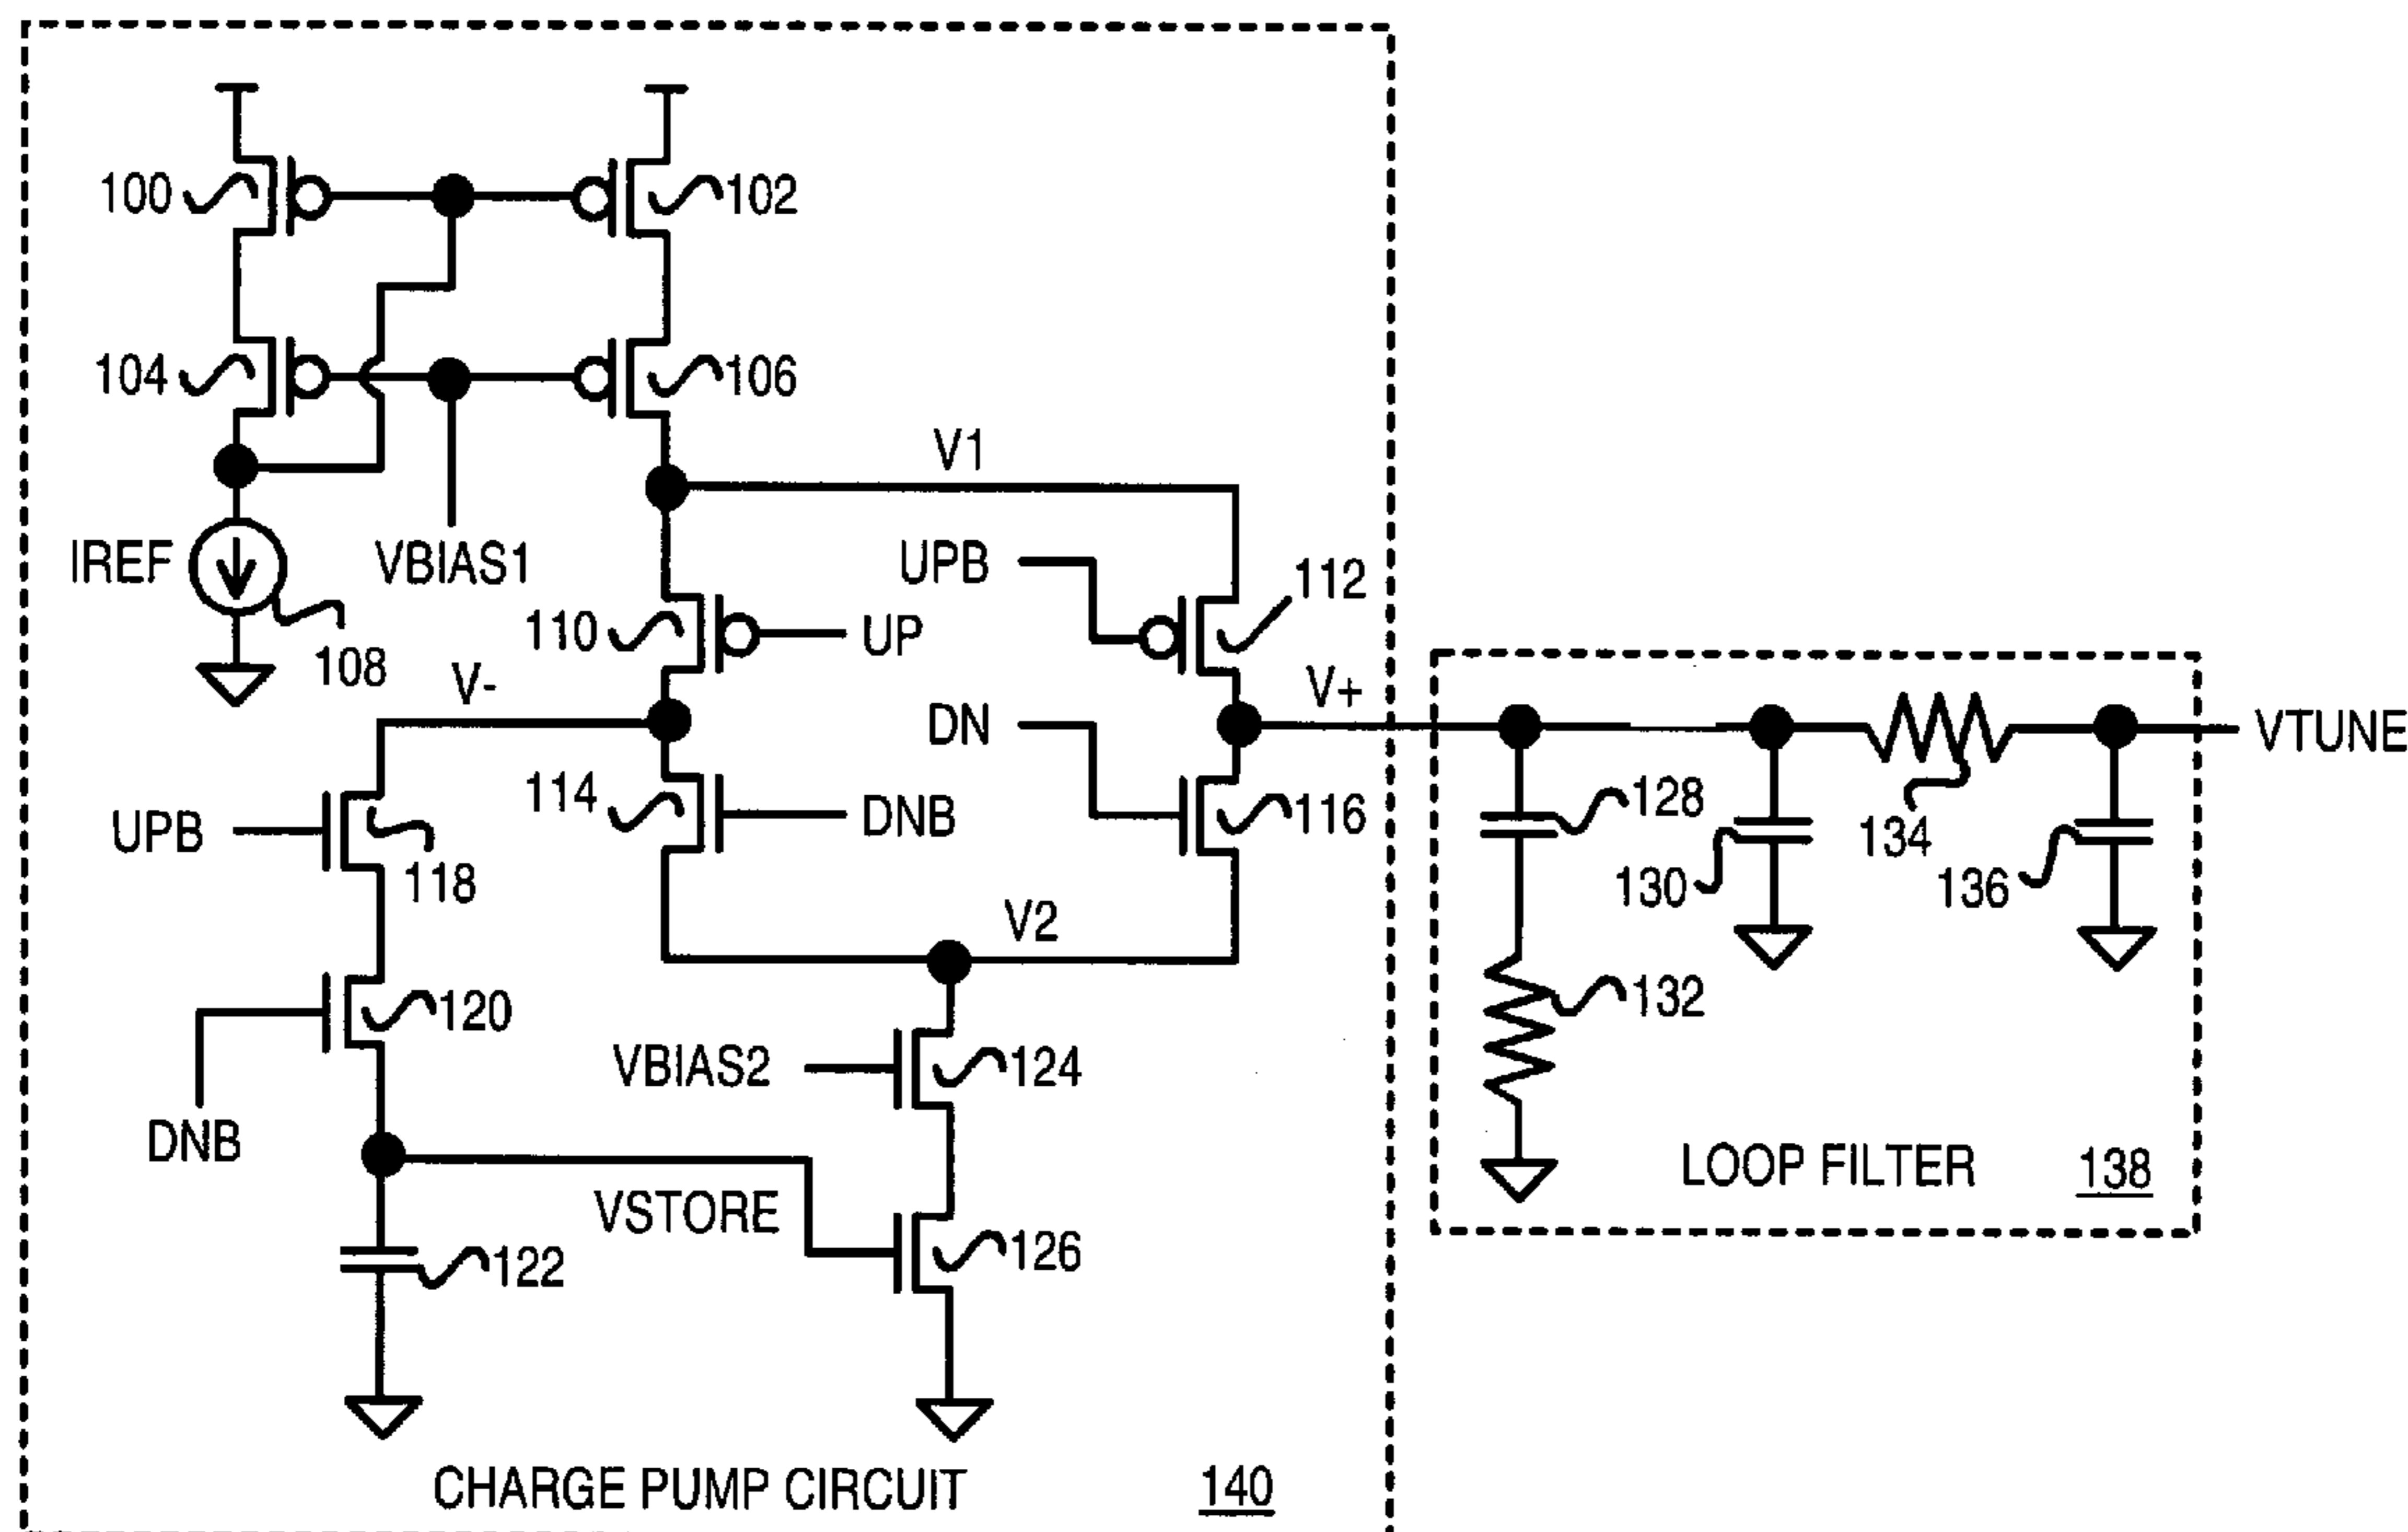 100
102
104
106
V1
IREF
VBIAS1
UPB
112
110
UP
108
V-
V+
DN
VTUNE
114
DNB
116
128
UPB
118
130
134
136
V2
120
132
VBIAS2
124
DNB
LOOP FILTER 138
VSTORE
126
122
CHARGE PUMP CIRCUIT 140